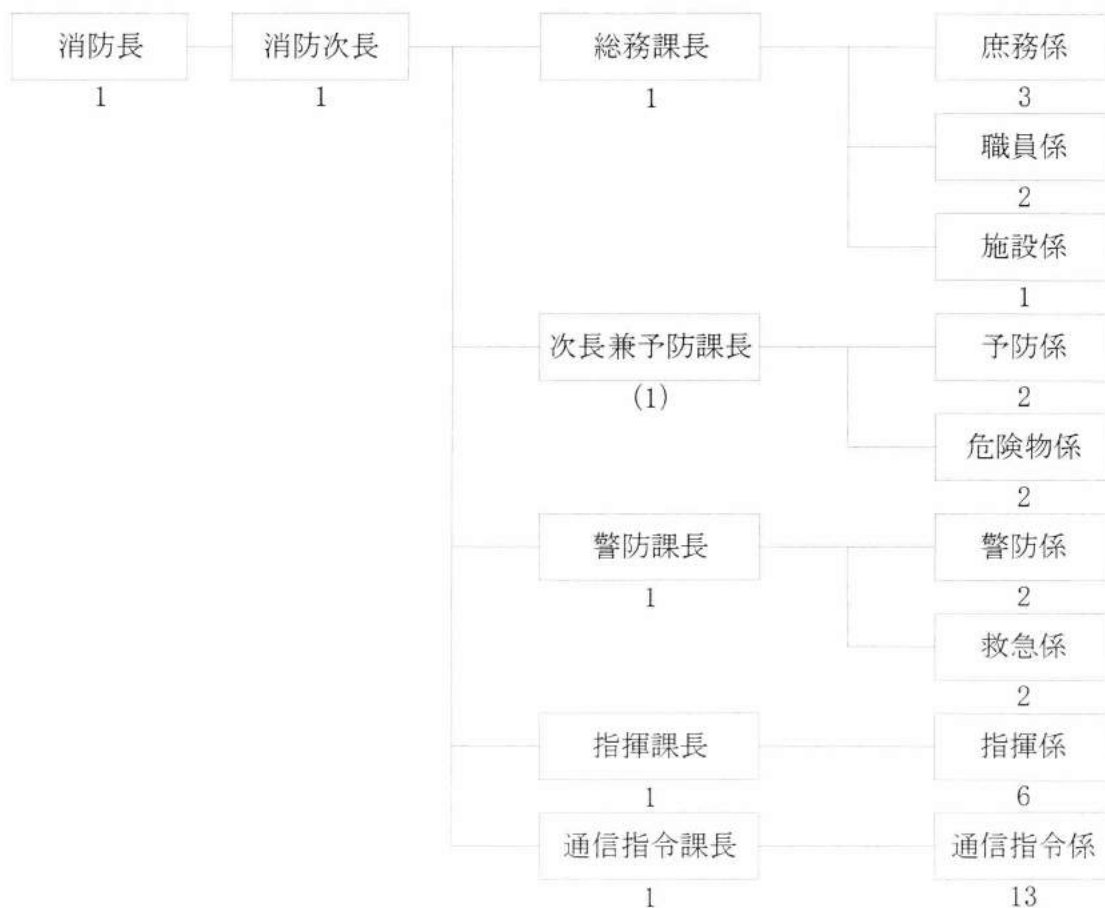 消防長 消防次長 総務課長 庶務係
1 1 1 3
職員係
2
施設係
1
次長兼予防課長 予防係
(1) 2
危険物係
2
警防課長 警防係
1 2
救急係
2
指揮課長 指揮係
1 6
通信指令課長 通信指令係
1 13